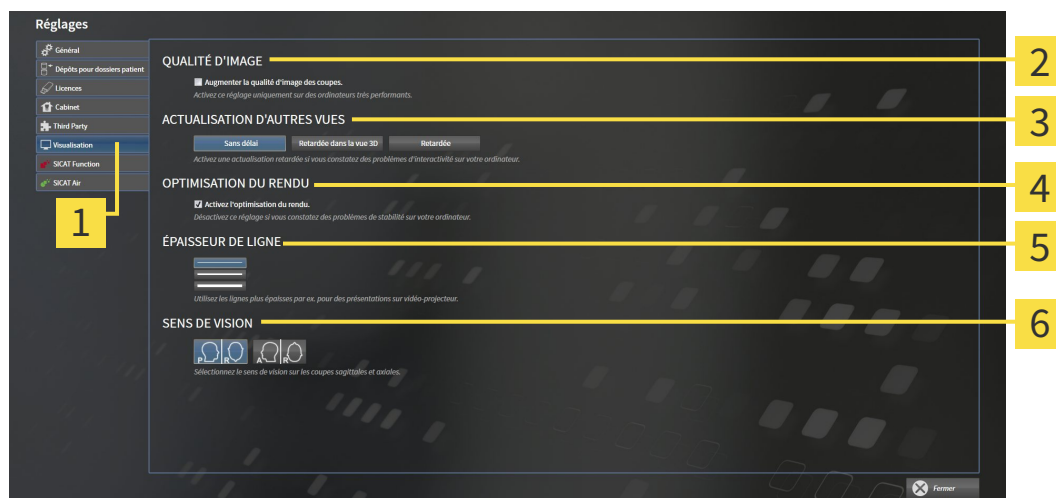 Réglages
Général
Dépôts pour dossiers patient
Licences
Cabinet
Third Party
Visualisation
SICAT Function
SICAT Air
1
QUALITÉ D'IMAGE
2
Augmenter la qualité d'image des coupes.
Activez ce réglage uniquement sur des ordinateurs très performants.
ACTUALISATION D'AUTRES VUES
3
Sans délai Retardée dans la vue 3D Retardée
Activez une actualisation retardée si vous constatez des problèmes d'interactivité sur votre ordinateur.
OPTIMISATION DU RENDU
4
Activez l'optimisation du rendu.
Désactivez ce réglage si vous constatez des problèmes de stabilité sur votre ordinateur.
ÉPAISSEUR DE LIGNE
5
Utilisez les lignes plus épaisses par ex. pour des présentations sur vidéo-projecteur.
SENS DE VISION
6
P R A R
Sélectionnez le sens de vision sur les coupes sagittales et axiales.
Fermer